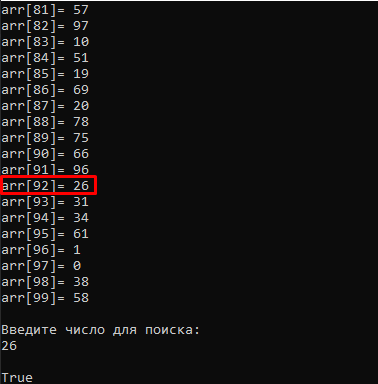 arr[81]= 57
arr[82]= 97
arr[83]= 10
arr[84]= 51
arr[85]= 19
arr[86]= 69
arr[87]= 20
arr[88]= 78
arr[89]= 75
arr[90]= 66
arr[91]= 96
arr[92]= 26
arr[93]= 31
arr[94]= 34
arr[95]= 61
arr[96]= 1
arr[97]= 0
arr[98]= 38
arr[99]= 58
Введите число для поиска:
26
True